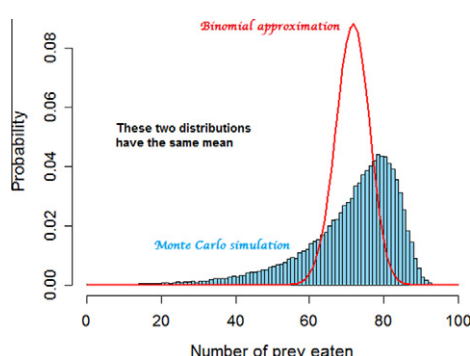 Binomial approximation
0.08
0.06
These two distributions
have the same mean
Probability
0.04
0.02
Monte Carlo simulation
0.00
0 20 40 60 80 100
Number of prey eaten